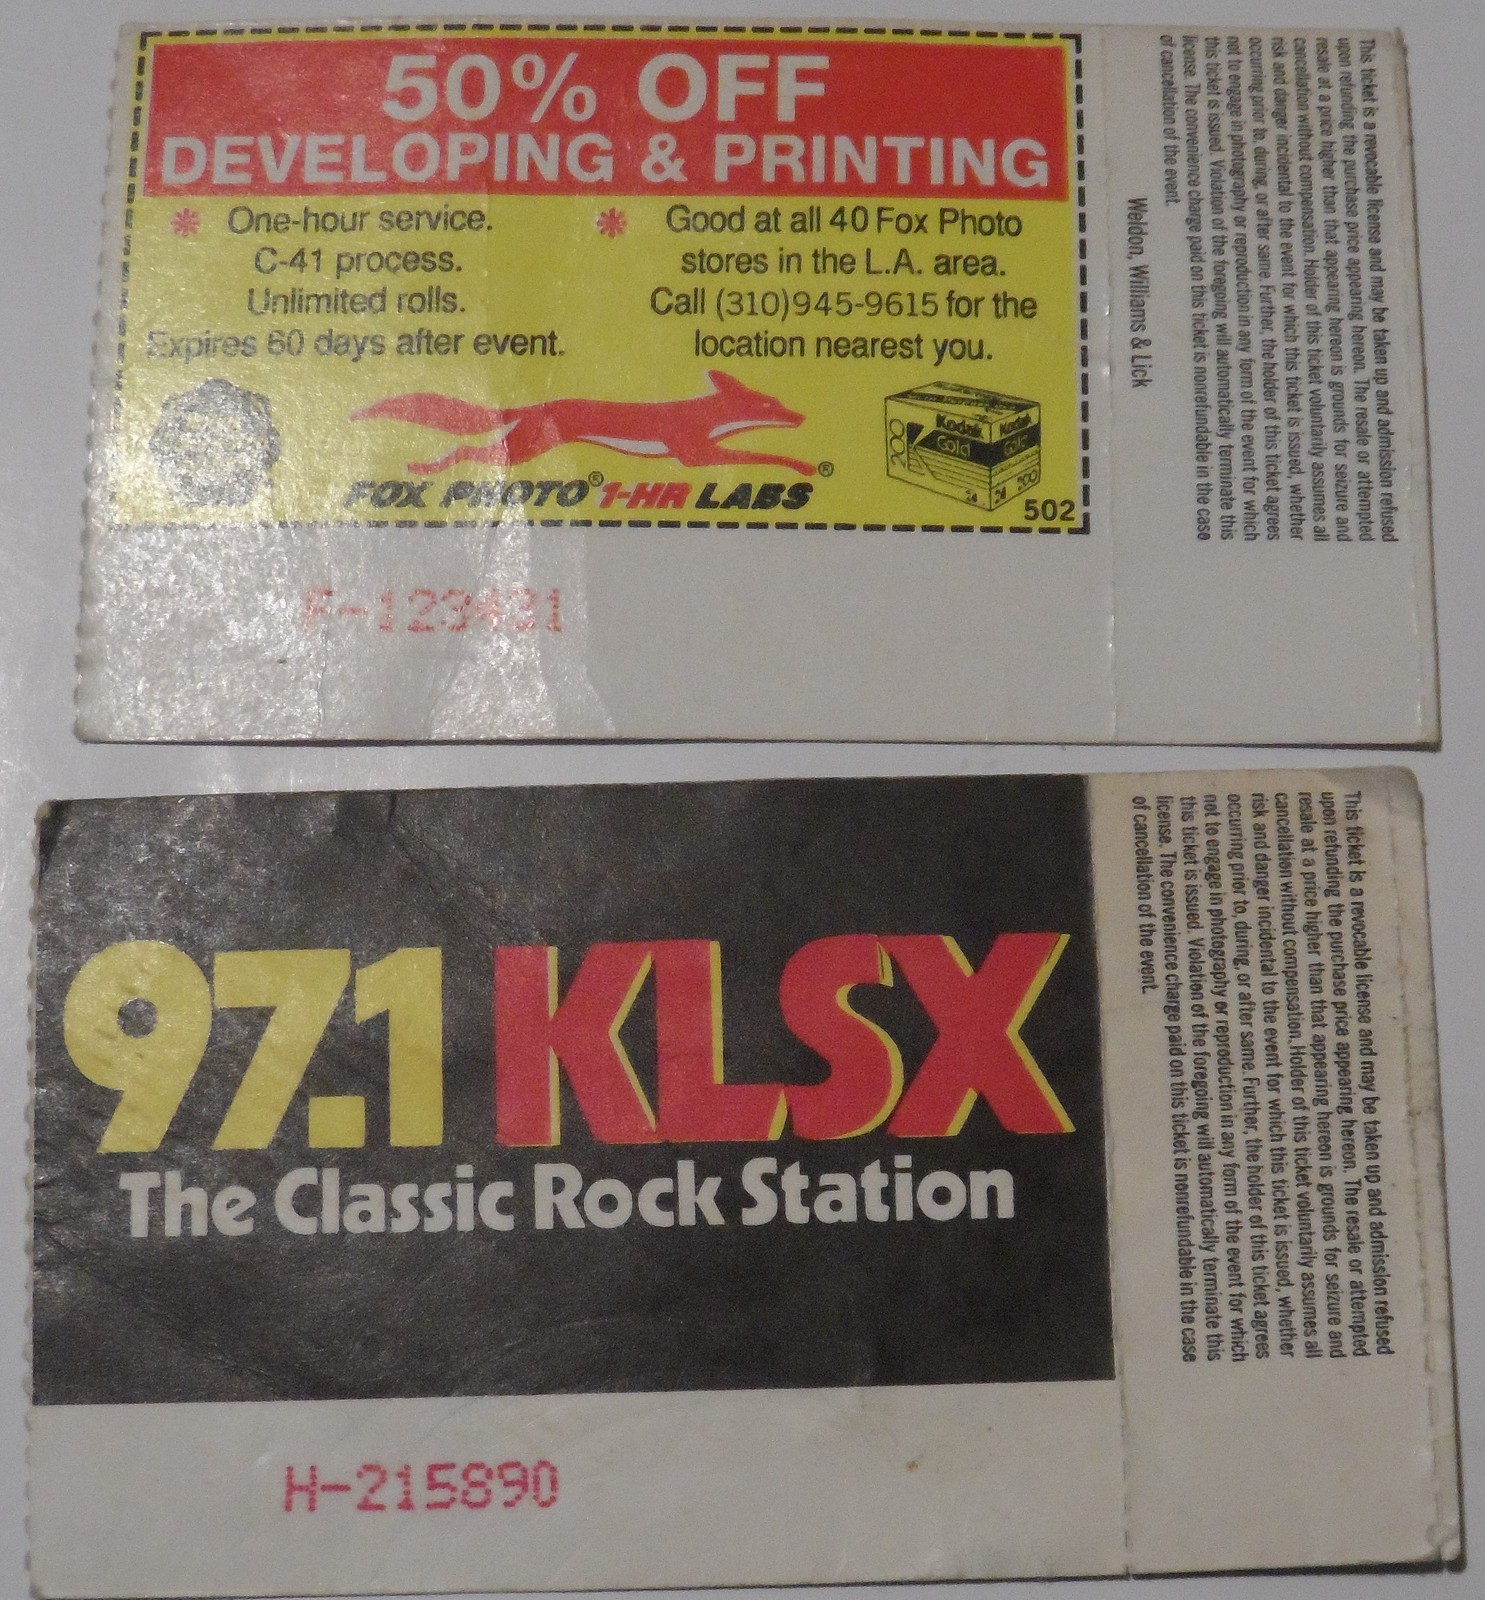 50% OFF
DEVELOPING & PRINTING
* One-hour service.
C-41 process.
Unlimited rolls.
Expires 60 days after event.
* Good at all 40 Fox Photo
stores in the L.A. area.
Call (310)945-9615 for the
location nearest you.
FOX PHOTO® 1-HR LABS ®
Kodak
Gold
200
24
Kodak
Gold
24 200
502
F-123431
This ticket is a revocable license and may be taken up and admission refused
upon refunding the purchase price appearing hereon. The resale or attempted
resale at a price higher than that appearing hereon is grounds for seizure and
cancellation without compensation. Holder of this ticket voluntarily assumes all
risk and danger incidental to the event for which this ticket is issued, whether
occurring prior to, during, or after same. Further, the holder of this ticket agrees
not to engage in photography or reproduction in any form of the event for which
this ticket is issued. Violation of the foregoing will automatically terminate this
license. The convenience charge paid on this ticket is nonrefundable in the case
of cancellation of the event.
Weldon, Williams & Lick
97.1 KLSX
The Classic Rock Station
H-215890
This ticket is a revocable license and may be taken up and admission refused
upon refunding the purchase price appearing hereon. The resale or attempted
resale at a price higher than that appearing hereon is grounds for seizure and
cancellation without compensation. Holder of this ticket voluntarily assumes all
risk and danger incidental to the event for which this ticket is issued, whether
occurring prior to, during, or after same. Further, the holder of this ticket agrees
not to engage in photography or reproduction in any form of the event for which
this ticket is issued. Violation of the foregoing will automatically terminate this
license. The convenience charge paid on this ticket is nonrefundable in the case
of cancellation of the event.